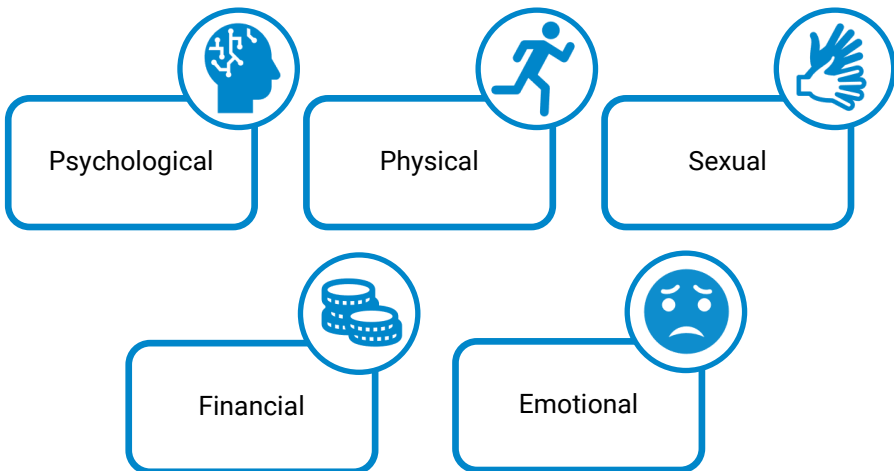 Psychological
Physical
Sexual
Financial
Emotional